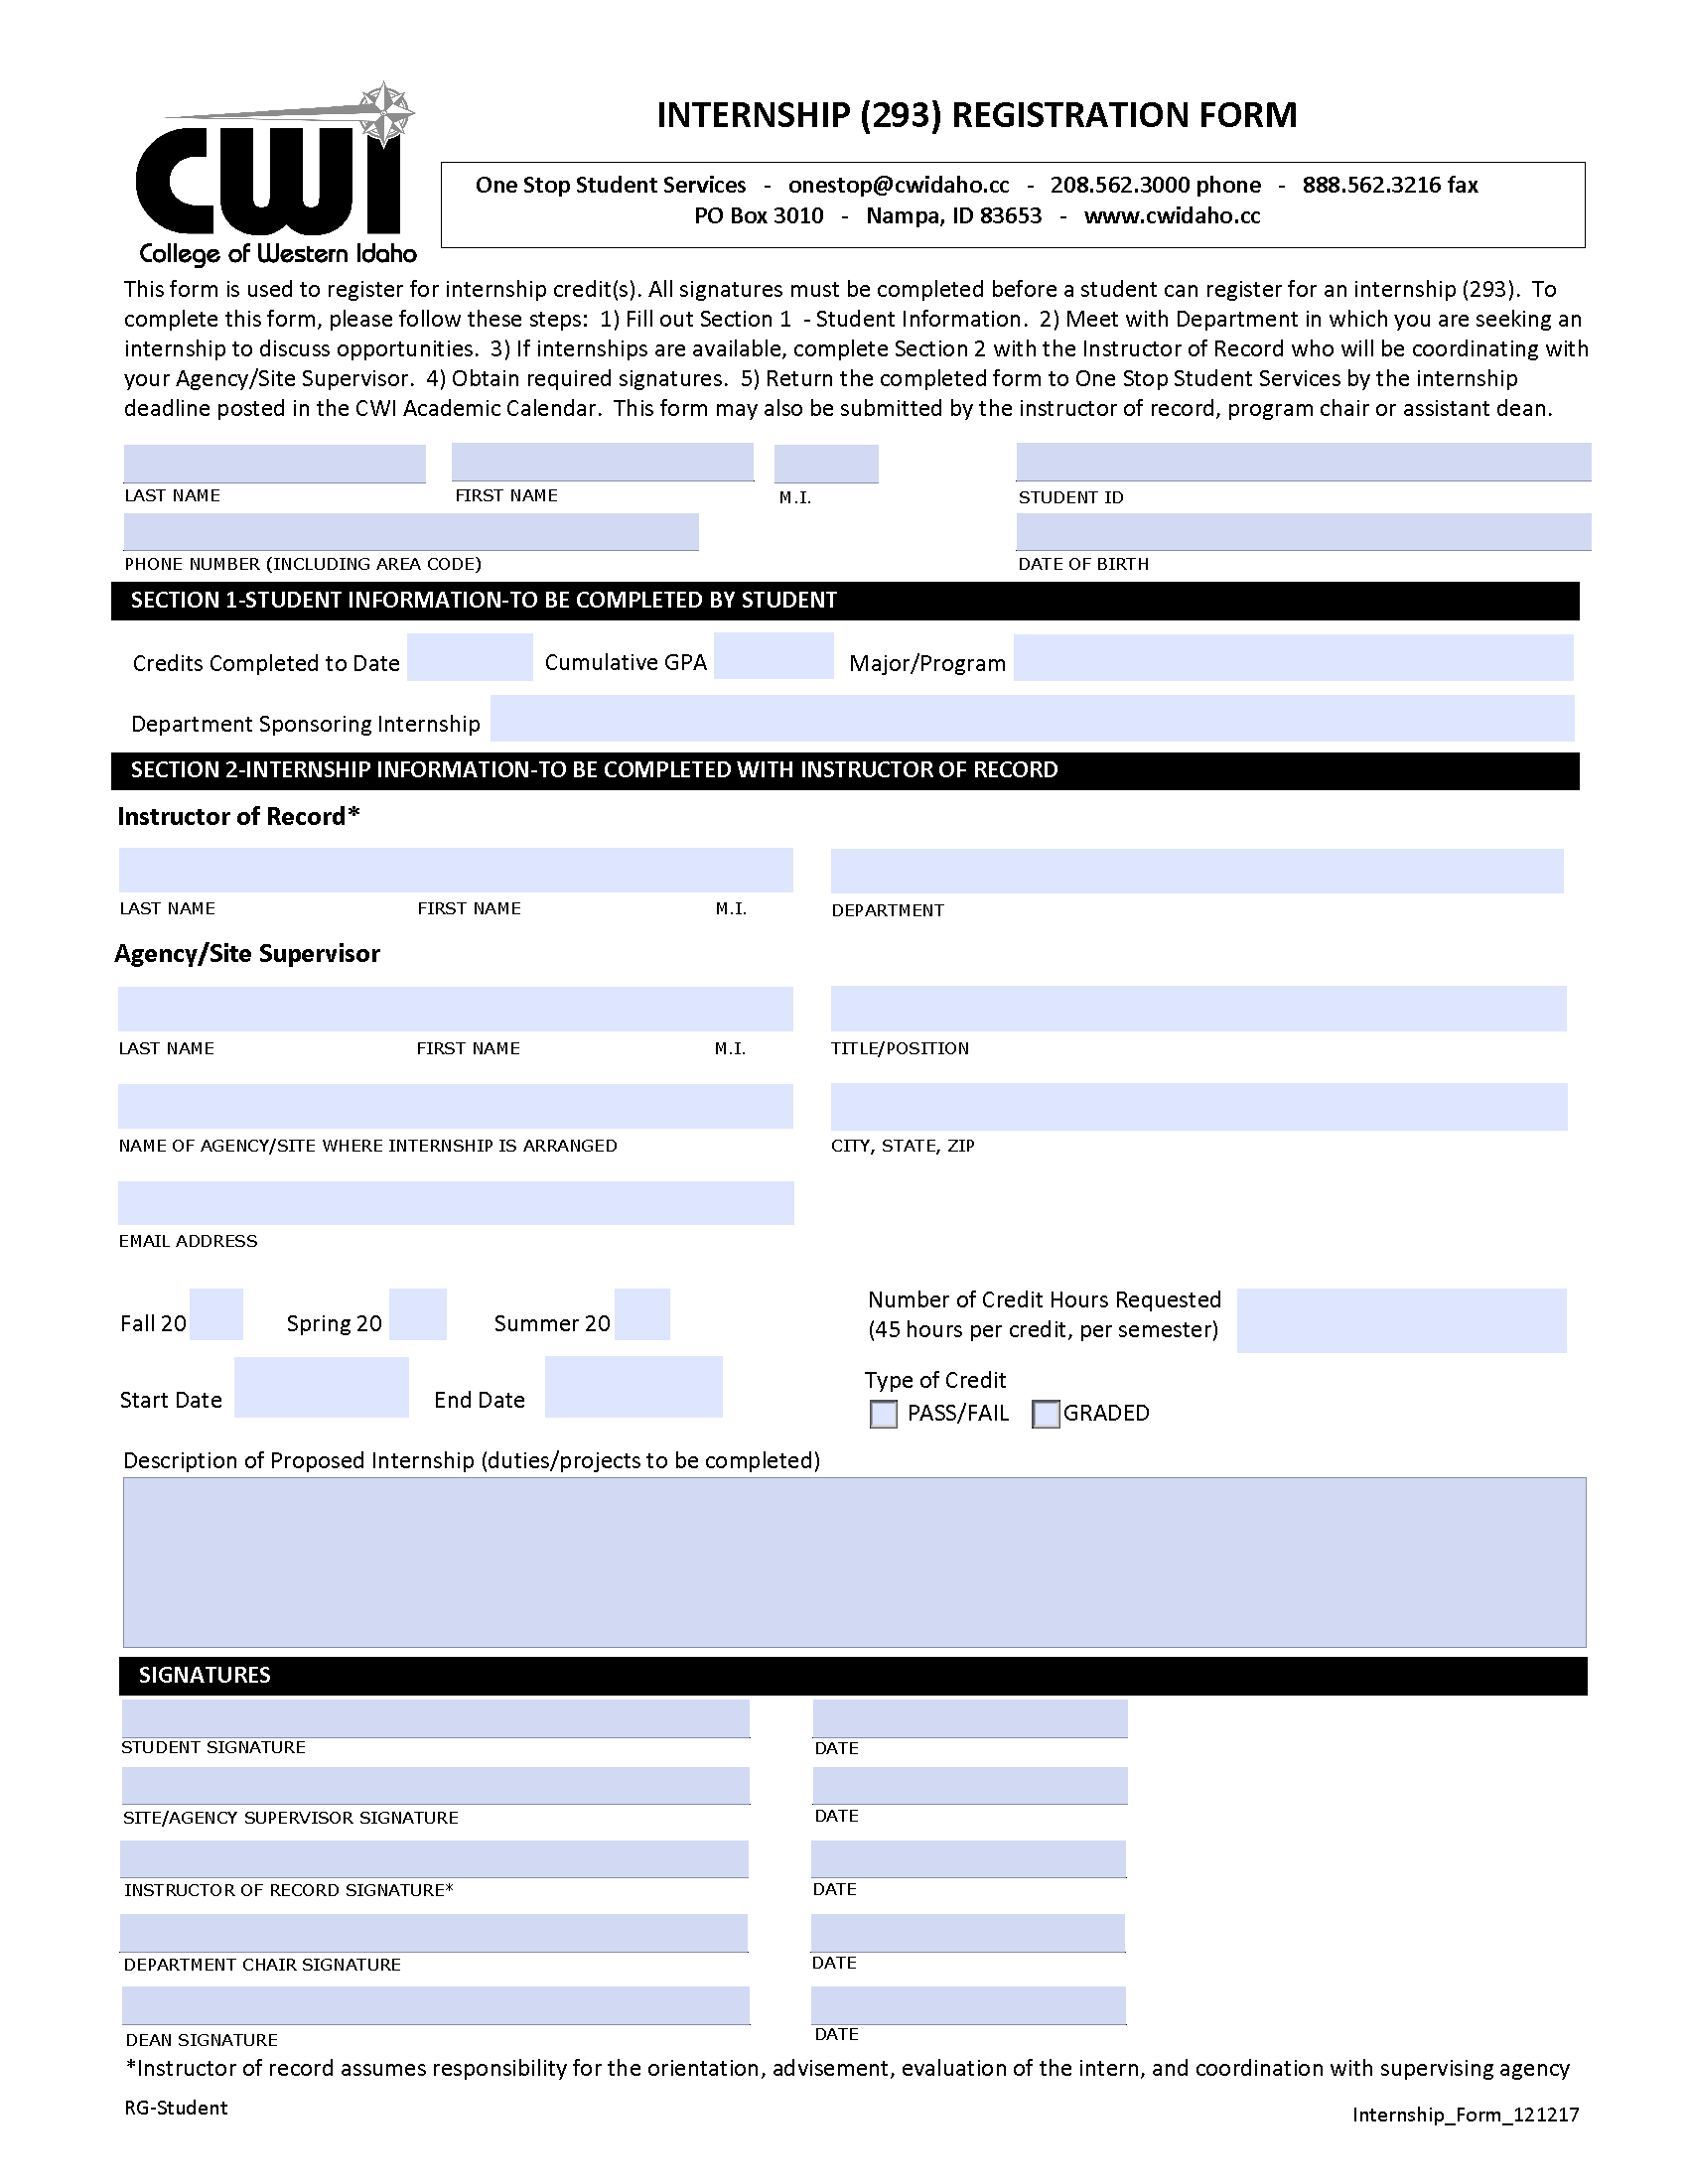 CWI
College of Western Idaho
INTERNSHIP (293) REGISTRATION FORM
One Stop Student Services - onestop@cwidaho.cc - 208.562.3000 phone - 888.562.3216 fax
PO Box 3010 - Nampa, ID 83653 - www.cwidaho.cc
This form is used to register for internship credit(s). All signatures must be completed before a student can register for an internship (293). To
complete this form, please follow these steps: 1) Fill out Section 1 - Student Information. 2) Meet with Department in which you are seeking an
internship to discuss opportunities. 3) If internships are available, complete Section 2 with the Instructor of Record who will be coordinating with
your Agency/Site Supervisor. 4) Obtain required signatures. 5) Return the completed form to One Stop Student Services by the internship
deadline posted in the CWI Academic Calendar. This form may also be submitted by the instructor of record, program chair or assistant dean.
LAST NAME FIRST NAME M.I. STUDENT ID
PHONE NUMBER (INCLUDING AREA CODE) DATE OF BIRTH
SECTION 1-STUDENT INFORMATION-TO BE COMPLETED BY STUDENT
Credits Completed to Date Cumulative GPA Major/Program
Department Sponsoring Internship
SECTION 2-INTERNSHIP INFORMATION-TO BE COMPLETED WITH INSTRUCTOR OF RECORD
Instructor of Record*
LAST NAME FIRST NAME M.I. DEPARTMENT
Agency/Site Supervisor
LAST NAME FIRST NAME M.I. TITLE/POSITION
NAME OF AGENCY/SITE WHERE INTERNSHIP IS ARRANGED CITY, STATE, ZIP
EMAIL ADDRESS
Fall 20 Spring 20 Summer 20
Number of Credit Hours Requested
(45 hours per credit, per semester)
Start Date End Date
Type of Credit
PASS/FAIL GRADED
Description of Proposed Internship (duties/projects to be completed)
SIGNATURES
STUDENT SIGNATURE DATE
SITE/AGENCY SUPERVISOR SIGNATURE DATE
INSTRUCTOR OF RECORD SIGNATURE* DATE
DEPARTMENT CHAIR SIGNATURE DATE
DEAN SIGNATURE DATE
*Instructor of record assumes responsibility for the orientation, advisement, evaluation of the intern, and coordination with supervising agency
RG-Student
Internship_Form_121217